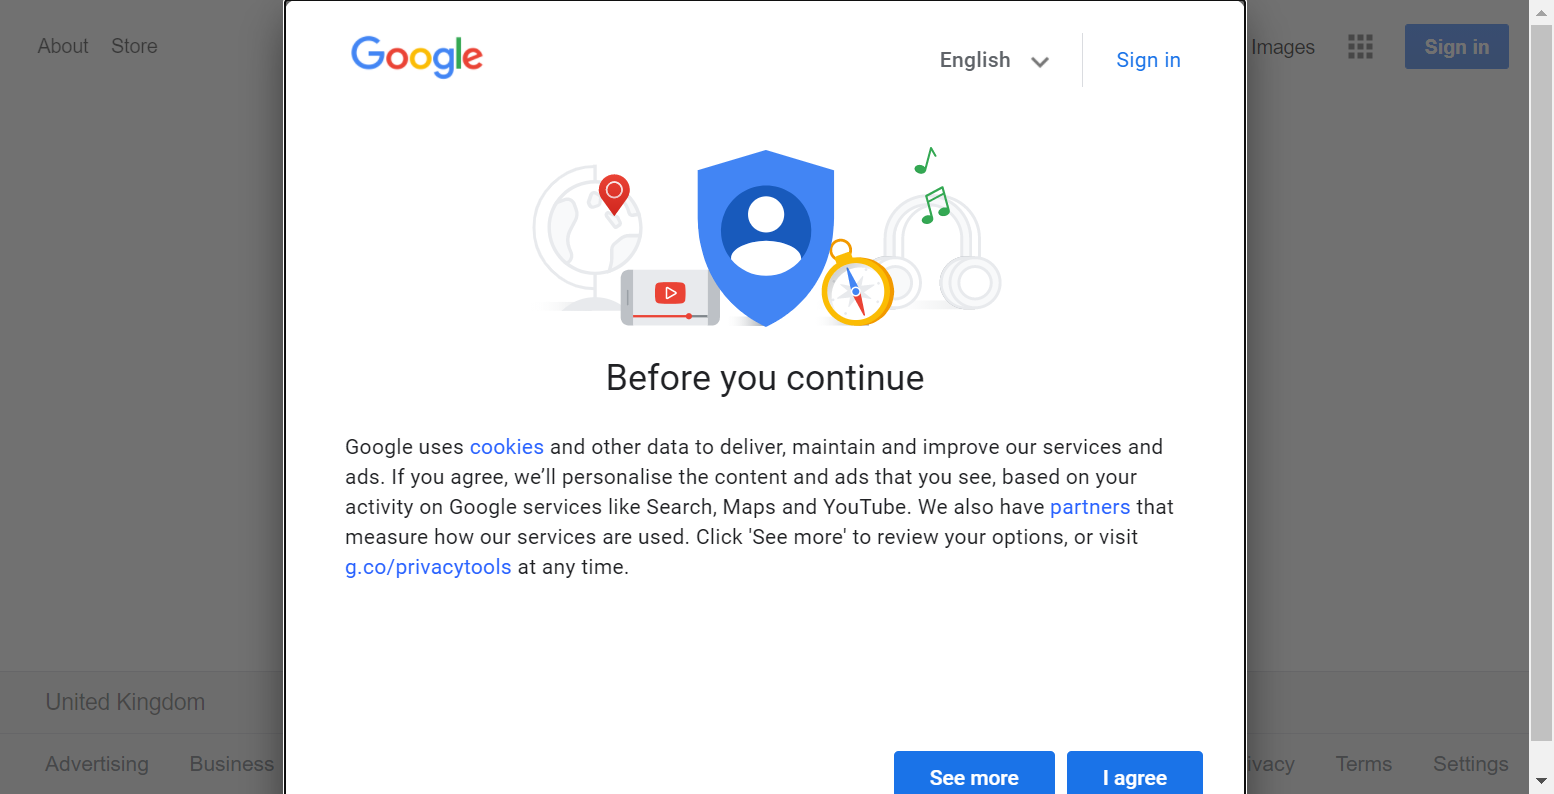 About Store
Images
Sign in
Google
English
Sign in
Before you continue
Google uses cookies and other data to deliver, maintain and improve our services and
ads. If you agree, we’ll personalise the content and ads that you see, based on your
activity on Google services like Search, Maps and YouTube. We also have partners that
measure how our services are used. Click 'See more' to review your options, or visit
g.co/privacytools at any time.
United Kingdom
See more
I agree
Advertising Business
ivacy Terms Settings